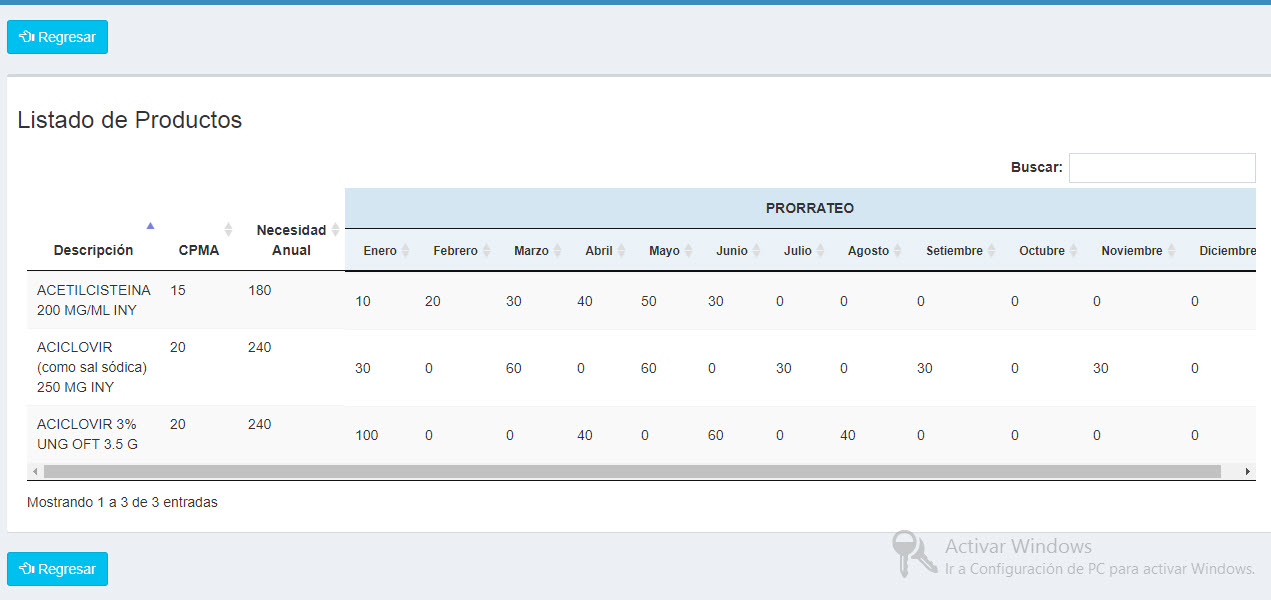 Regresar
Listado de Productos
Buscar:
PRORRATEO
Descripción CPMA Necesidad Anual Enero Febrero Marzo Abril Mayo Junio Julio Agosto Setiembre Octubre Noviembre Diciembre
ACETILCISTEINA 15 180
200 MG/ML INY 10 20 30 40 50 30 0 0 0 0 0 0
ACICLOVIR 20 240
(como sal sódica) 30 0 60 0 60 0 30 0 30 0 30 0
250 MG INY
ACICLOVIR 3% 20 240
UNG OFT 3.5 G 100 0 0 40 0 60 0 40 0 0 0 0
Mostrando 1 a 3 de 3 entradas
Activar Windows
Ir a Configuración de PC para activar Windows.
Regresar